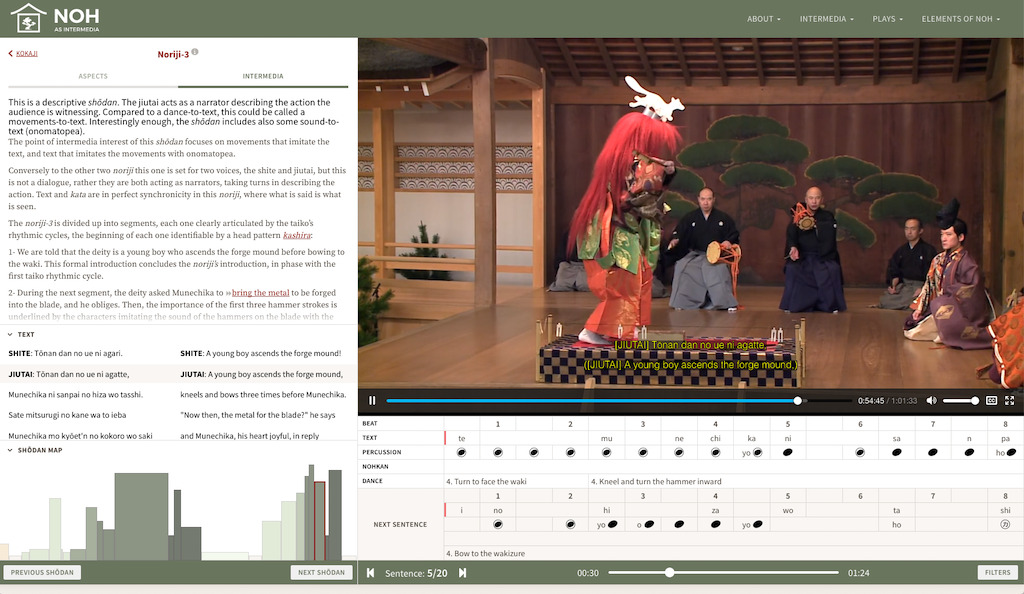 NOH
AS INTERMEDIA
ABOUT
INTERMEDIA
PLAYS
ELEMENTS OF NOH
KOKAJI
Noriji-3
ASPECTS
INTERMEDIA
This is a descriptive shōdan. The jiutai acts as a narrator describing the action the
audience is witnessing. Compared to a dance-to-text, this could be called a
movements-to-text. Interestingly enough, the shōdan includes also some sound-to-
text (onomatopea).
The point of intermedia interest of this shōdan focuses on movements that imitate the
text, and text that imitates the movements with onomatopea.
Conversely to the other two noriji this one is set for two voices, the shite and jiutai, but this
is not a dialogue, rather they are both acting as narrators, taking turns in describing the
action. Text and kata are in perfect synchronicity in this noriji, where what is said is what
is seen.
The noriji-3 is divided up into segments, each one clearly articulated by the taiko's
rhythmic cycles, the beginning of each one identifiable by a head pattern kashira:
1- We are told that the deity is a young boy who ascends the forge mound before bowing to
the waki. This formal introduction concludes the noriji's introduction, in phase with the
first taiko rhythmic cycle.
2- During the next segment, the deity asked Munechika to »bring the metal to be forged
into the blade, and he obliges. Then, the importance of the first three hammer strokes is
underlined by the characters imitating the sound of the hammers on the blade with the
TEXT
SHITE: Tōnan dan no ue ni agari.
SHITE: A young boy ascends the forge mound!
JIUTAI: Tōnan dan no ue ni agatte,
JIUTAI: A young boy ascends the forge mound,
Munechika ni sanpai no hiza wo tasshi.
kneels and bows three times before Munechika.
Sate mitsurugi no kane wa to ieba
"Now then, the metal for the blade?" he says
Munechika mo kyōet'n no kokoro wo saki
and Munechika, his heart joyful, in reply
SHŌDAN MAP
PREVIOUS SHŌDAN
NEXT SHŌDAN
[JIUTAI] Tōnan dan no ue ni agatte,
([JIUTAI] A young boy ascends the forge mound,)
0:54:45 / 1:01:33
BEAT 1 2 3 4 5 6 7 8
TEXT te mu ne chi ka ni sa n pa
PERCUSSION yo ho
NOHKAN
DANCE 4. Turn to face the waki 4. Kneel and turn the hammer inward
1 2 3 4 5 6 7 8
i no hi za wo ta shi
NEXT SENTENCE yo o yo ho
4. Bow to the wakizure
Sentence: 5/20
00:30
01:24
FILTERS